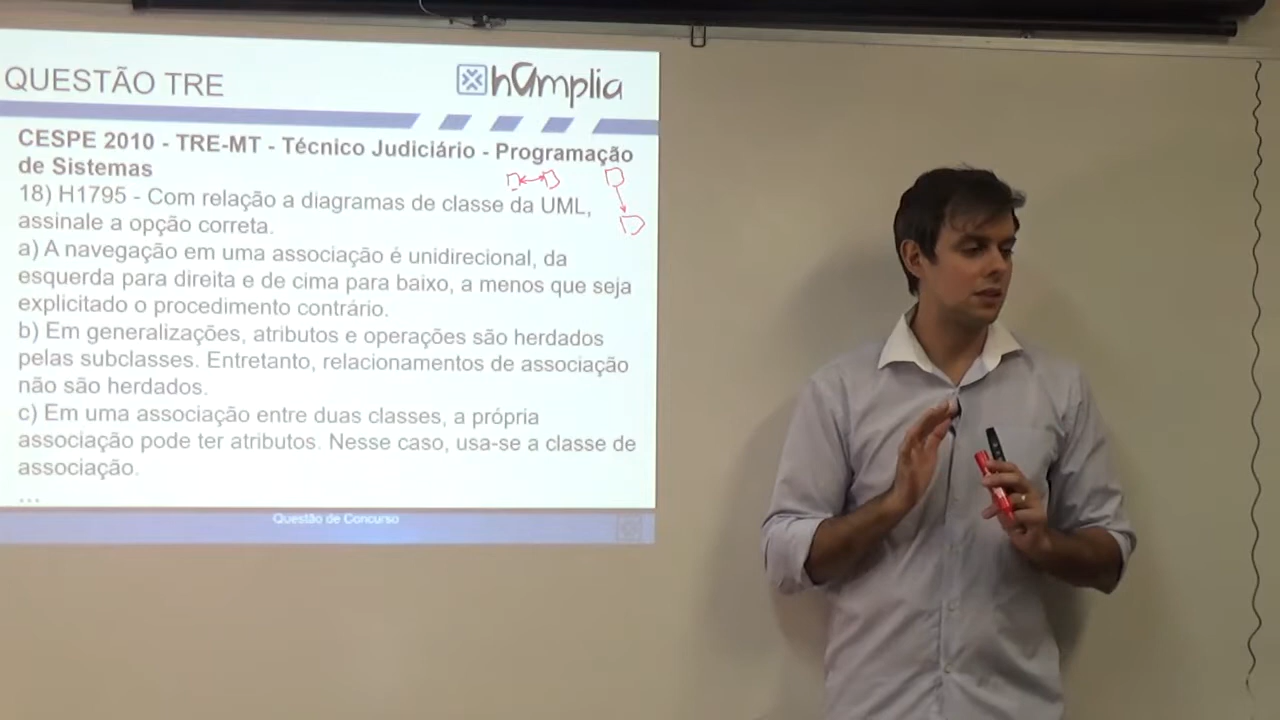 QUESTÃO TRE
hamplia
CESPE 2010 - TRE-MT - Técnico Judiciário - Programação
de Sistemas
18) H1795 - Com relação a diagramas de classe da UML,
assinale a opção correta.
a) A navegação em uma associação é unidirecional, da
esquerda para direita e de cima para baixo, a menos que seja
explicitado o procedimento contrário.
b) Em generalizações, atributos e operações são herdados
pelas subclasses. Entretanto, relacionamentos de associação
não são herdados.
c) Em uma associação entre duas classes, a própria
associação pode ter atributos. Nesse caso, usa-se a classe de
associação.
...
Questão de Concurso